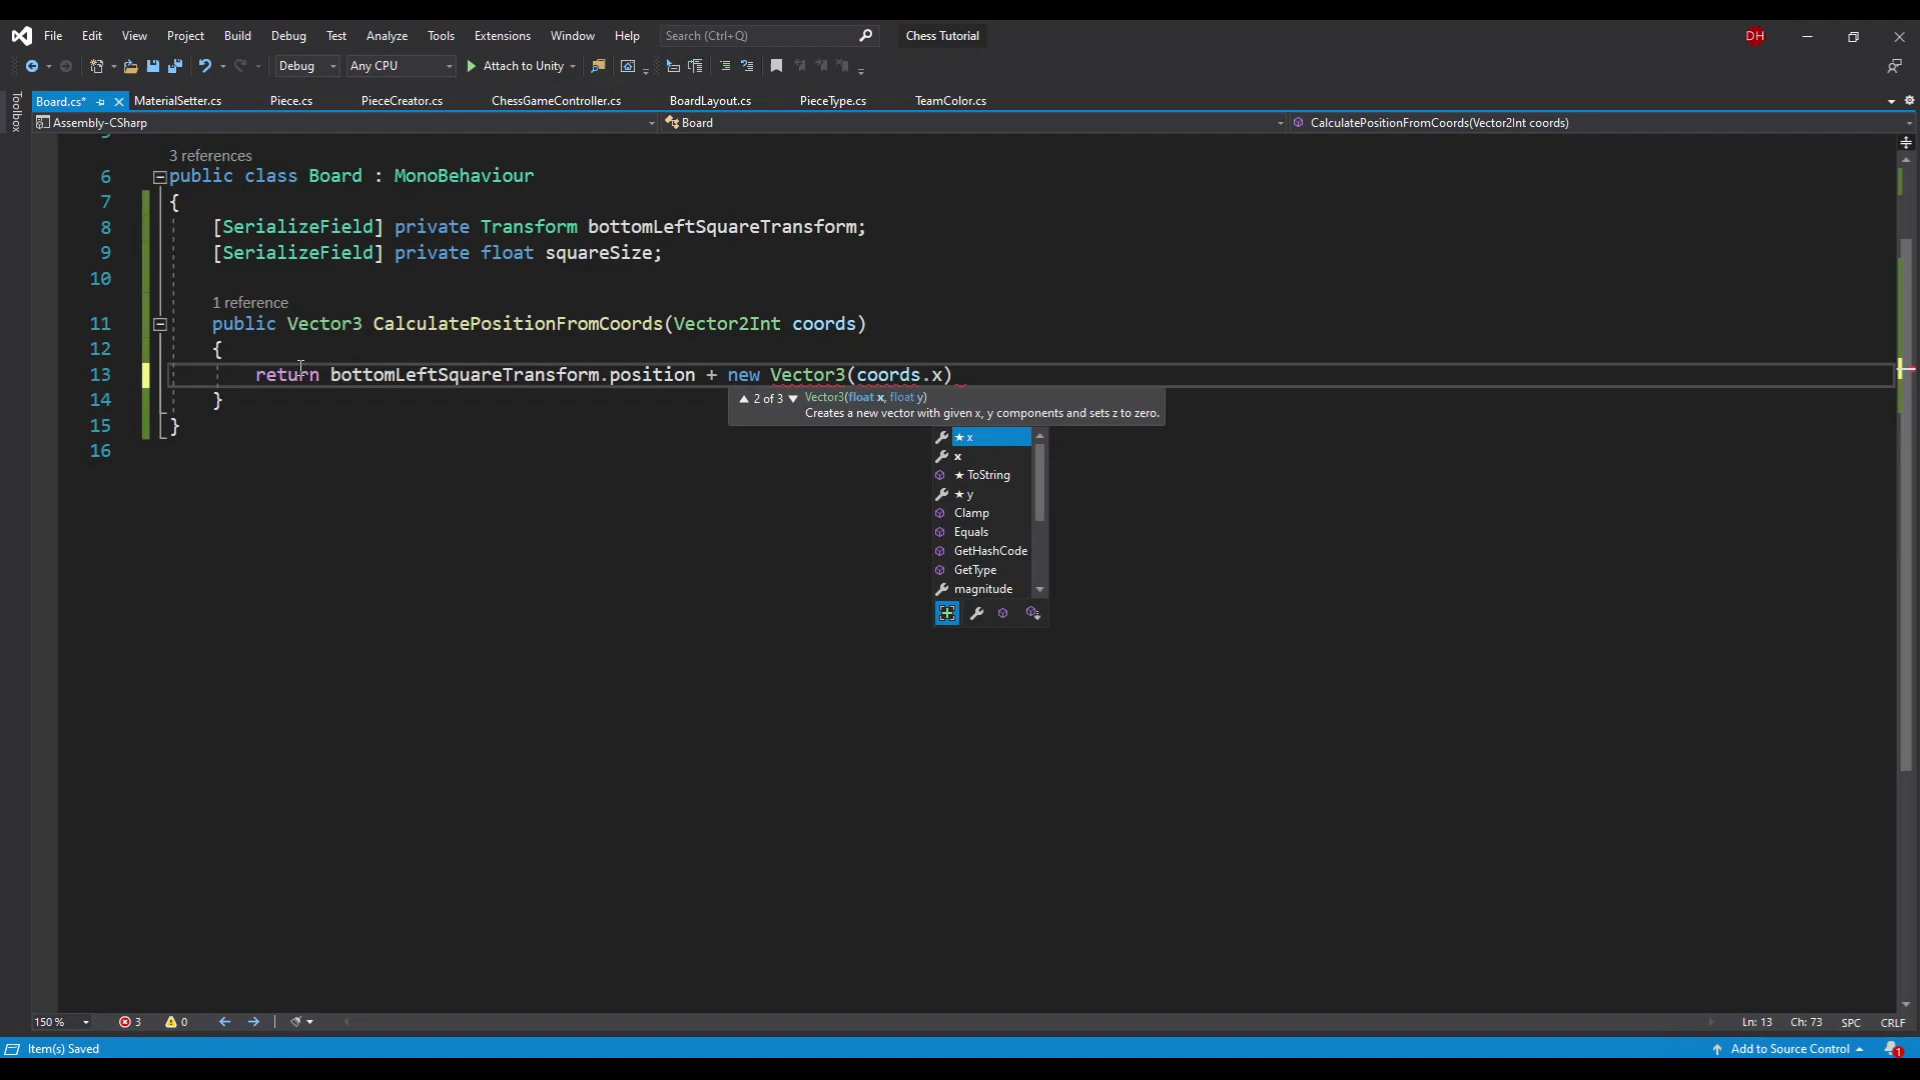 File Edit View Project Build Debug Test Analyze Tools Extensions Window Help Search (Ctrl+Q) Chess Tutorial DH
Debug Any CPU Attach to Unity
Board.cs* MaterialSetter.cs Piece.cs PieceCreator.cs ChessGameController.cs BoardLayout.cs PieceType.cs TeamColor.cs
Toolbox
Assembly-CSharp Board CalculatePositionFromCoords(Vector2Int coords)
3 references
6 public class Board : MonoBehaviour
7 {
8 [SerializeField] private Transform bottomLeftSquareTransform;
9 [SerializeField] private float squareSize;
10
1 reference
11 public Vector3 CalculatePositionFromCoords(Vector2Int coords)
12 {
13 return bottomLeftSquareTransform.position + new Vector3(coords.x)
14 }
15 }
16
▲ 2 of 3 ▼ Vector3(float x, float y)
Creates a new vector with given x, y components and sets z to zero.
★ x
x
★ ToString
★ y
Clamp
Equals
GetHashCode
GetType
magnitude
150 % 3 0 Ln: 13 Ch: 73 SPC CRLF
Item(s) Saved Add to Source Control 1